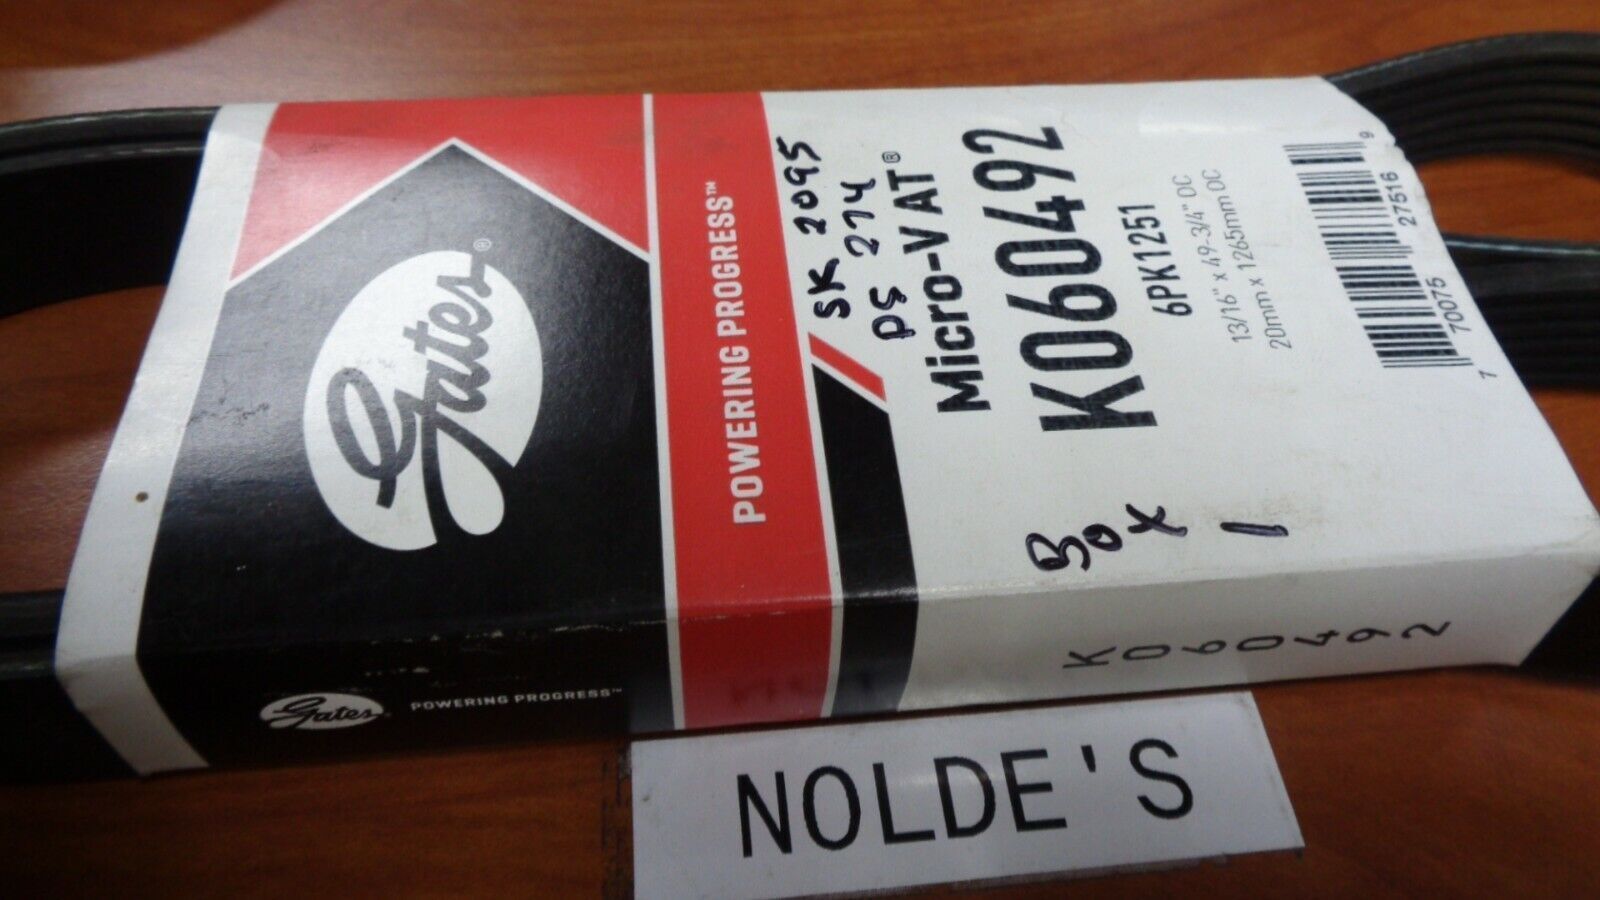 Gates®
POWERING PROGRESS™
SK 2095
PS 274
Micro-VAT®
K060492
6PK1251
13/16" x 49-3/4" OC
20mm x 1265mm OC
7 70075 27516 9
Box 1
K060492
Gates
POWERING PROGRESS™
NOLDE'S